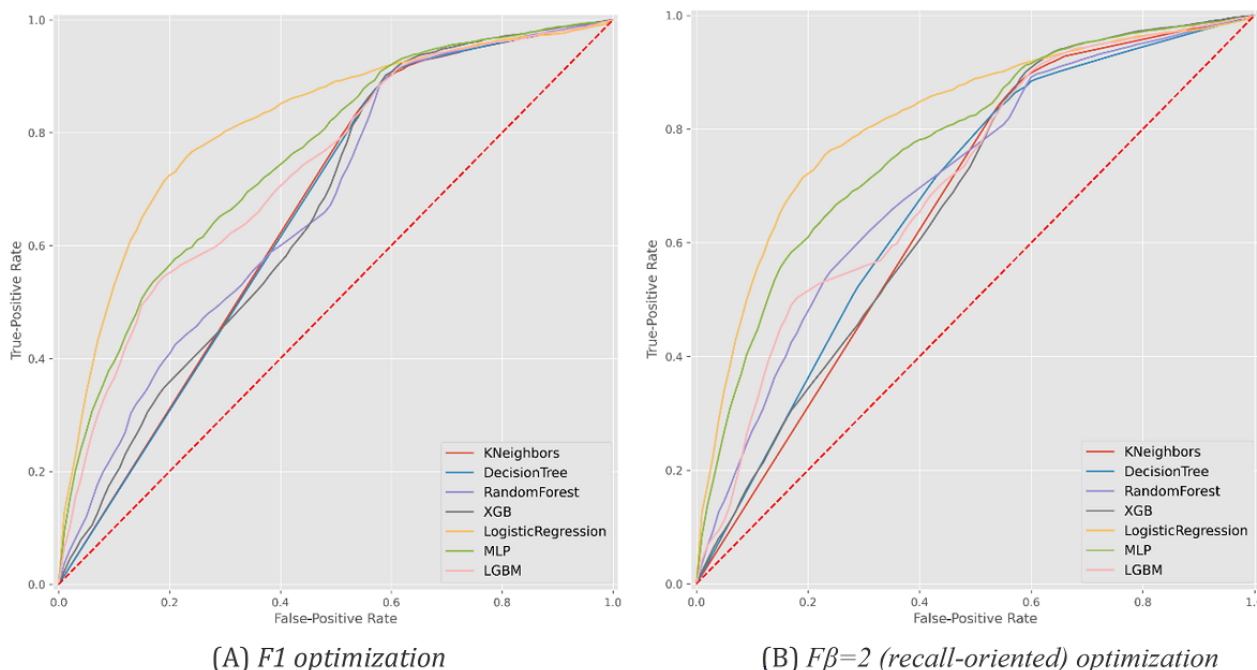 1.0
0.8
0.6
0.4
0.2
0.0
True-Positive Rate
0.0 0.2 0.4 0.6 0.8 1.0
False-Positive Rate
KNeighbors
DecisionTree
RandomForest
XGB
LogisticRegression
MLP
LGBM
(A) F1 optimization
1.0
0.8
0.6
0.4
0.2
0.0
True-Positive Rate
0.0 0.2 0.4 0.6 0.8 1.0
False-Positive Rate
KNeighbors
DecisionTree
RandomForest
XGB
LogisticRegression
MLP
LGBM
(B) Fβ=2 (recall-oriented) optimization